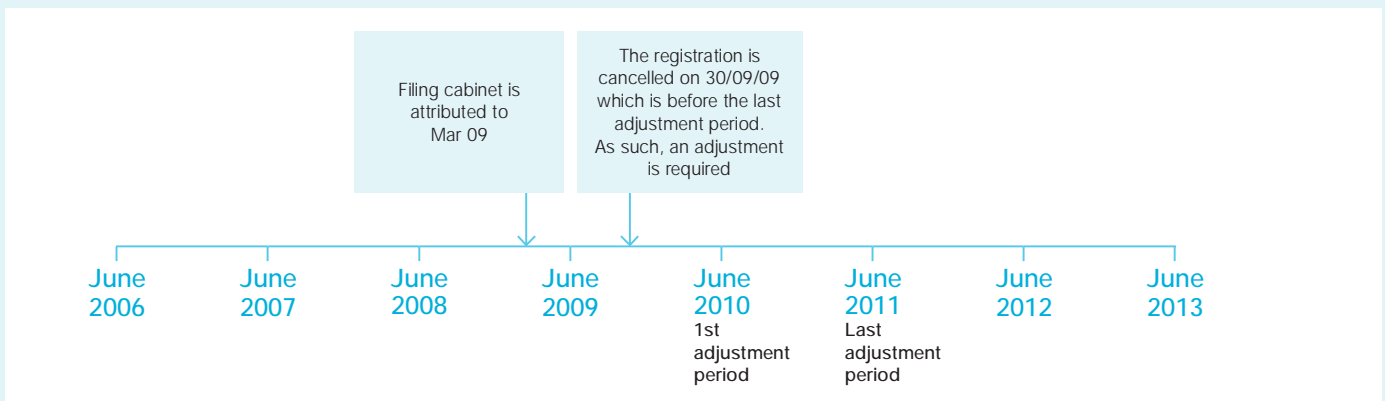 Filing cabinet is
attributed to
Mar 09
The registration is
cancelled on 30/09/09
which is before the last
adjustment period.
As such, an adjustment
is required
June
2006
June
2007
June
2008
June
2009
June
2010
1st
adjustment
period
June
2011
Last
adjustment
period
June
2012
June
2013